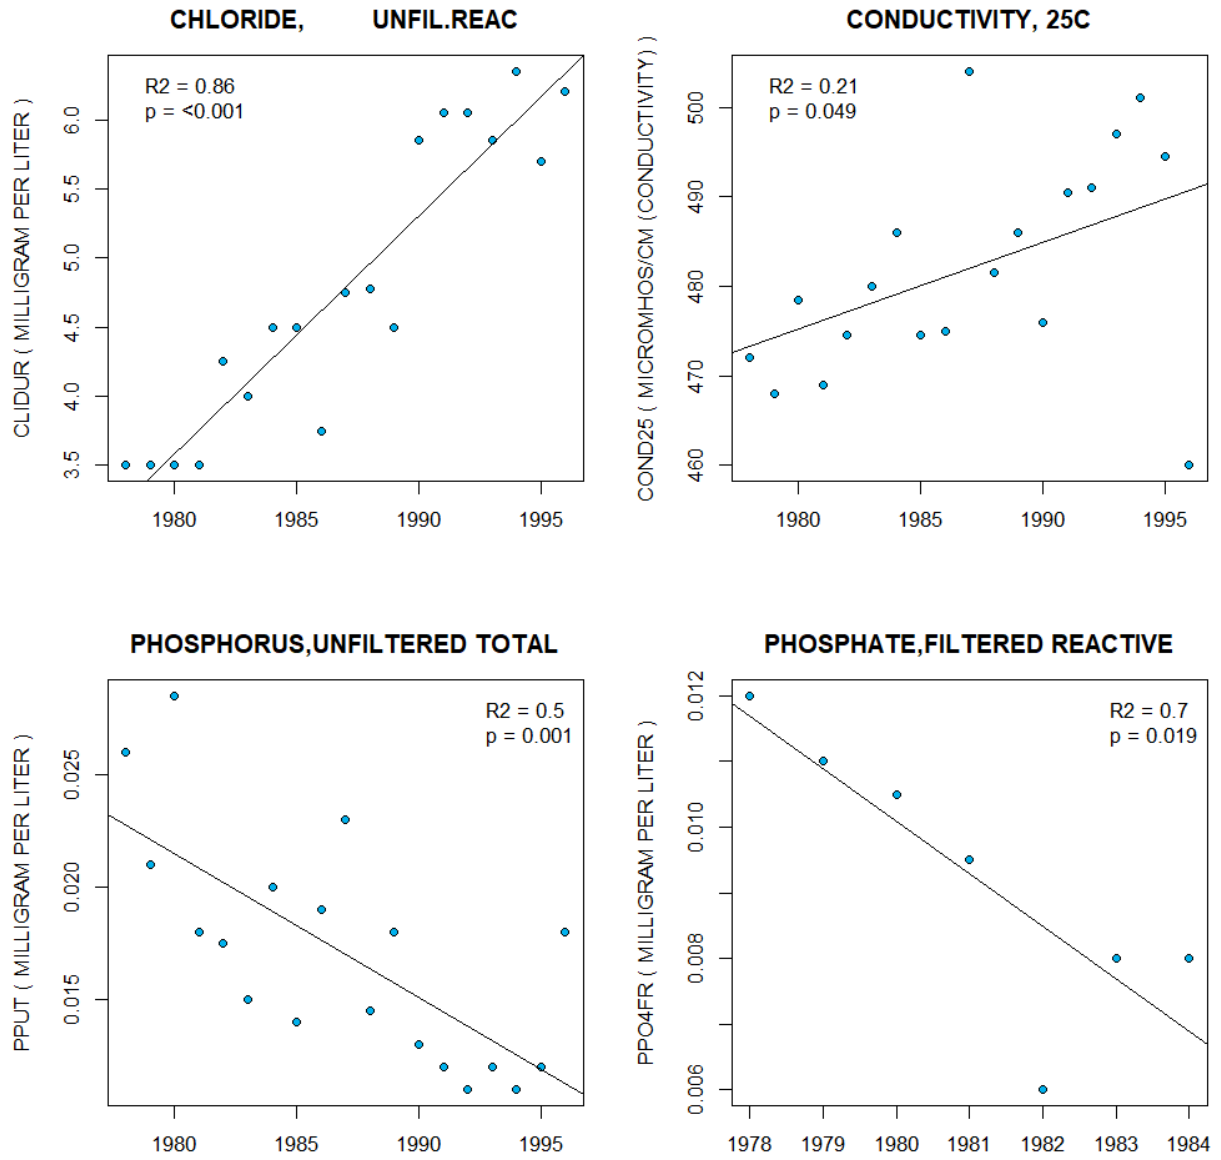 CHLORIDE, UNFIL.REAC
R2 = 0.86
p = <0.001
CLIDUR ( MILLIGRAM PER LITER )
6.0
5.5
5.0
4.5
4.0
3.5
1980 1985 1990 1995
CONDUCTIVITY, 25C
R2 = 0.21
p = 0.049
COND25 ( MICROMHOS/CM (CONDUCTIVITY) )
500
490
480
470
460
1980 1985 1990 1995
PHOSPHORUS,UNFILTERED TOTAL
R2 = 0.5
p = 0.001
PPUT ( MILLIGRAM PER LITER )
0.025
0.020
0.015
1980 1985 1990 1995
PHOSPHATE,FILTERED REACTIVE
R2 = 0.7
p = 0.019
PPO4FR ( MILLIGRAM PER LITER )
0.012
0.010
0.008
0.006
1978 1979 1980 1981 1982 1983 1984